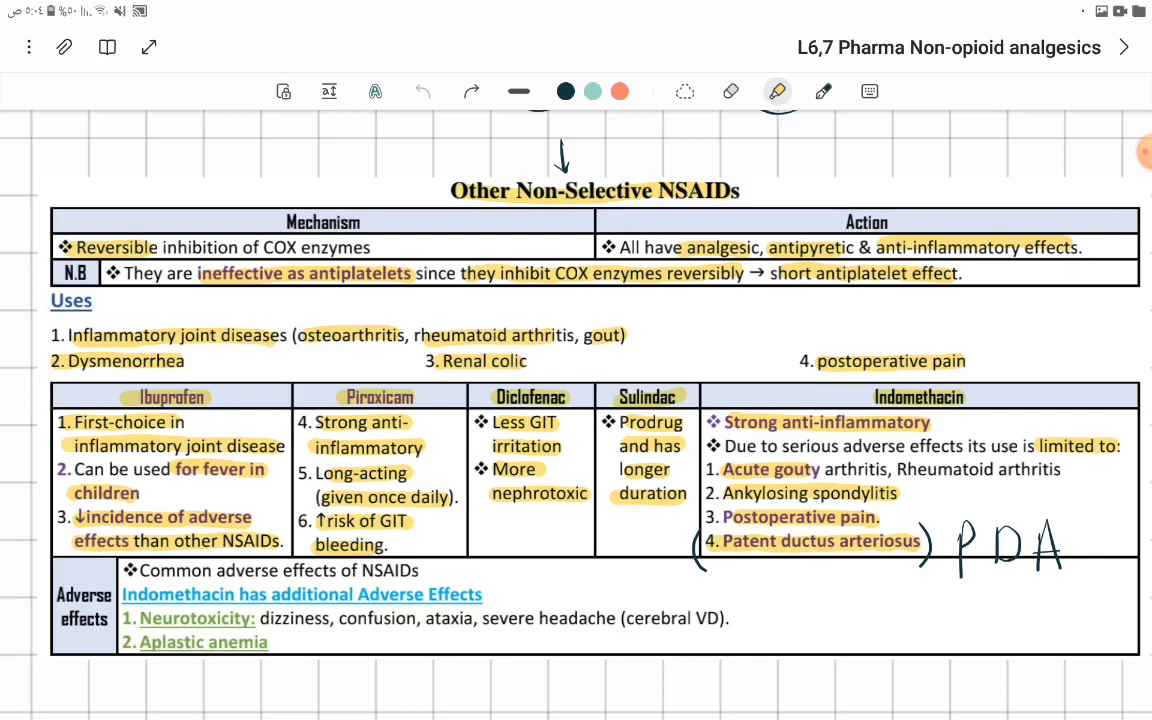 ص ٥:٠٤ %٥٠
L6,7 Pharma Non-opioid analgesics
Other Non-Selective NSAIDs
Mechanism Action
❖ Reversible inhibition of COX enzymes ❖ All have analgesic, antipyretic & anti-inflammatory effects.
N.B ❖ They are ineffective as antiplatelets since they inhibit COX enzymes reversibly → short antiplatelet effect.
Uses
1. Inflammatory joint diseases (osteoarthritis, rheumatoid arthritis, gout)
2. Dysmenorrhea 3. Renal colic 4. postoperative pain
Ibuprofen
1. First-choice in
inflammatory joint disease
2. Can be used for fever in
children
3. ↓incidence of adverse
effects than other NSAIDs.
Piroxicam
4. Strong anti-
inflammatory
5. Long-acting
(given once daily).
6. ↑risk of GIT
bleeding.
Diclofenac
❖ Less GIT
irritation
❖ More
nephrotoxic
Sulindac
❖ Prodrug
and has
longer
duration
Indomethacin
❖ Strong anti-inflammatory
❖ Due to serious adverse effects its use is limited to:
1. Acute gouty arthritis, Rheumatoid arthritis
2. Ankylosing spondylitis
3. Postoperative pain.
4. Patent ductus arteriosus
( ) PDA
Adverse
effects
❖Common adverse effects of NSAIDs
Indomethacin has additional Adverse Effects
1. Neurotoxicity: dizziness, confusion, ataxia, severe headache (cerebral VD).
2. Aplastic anemia